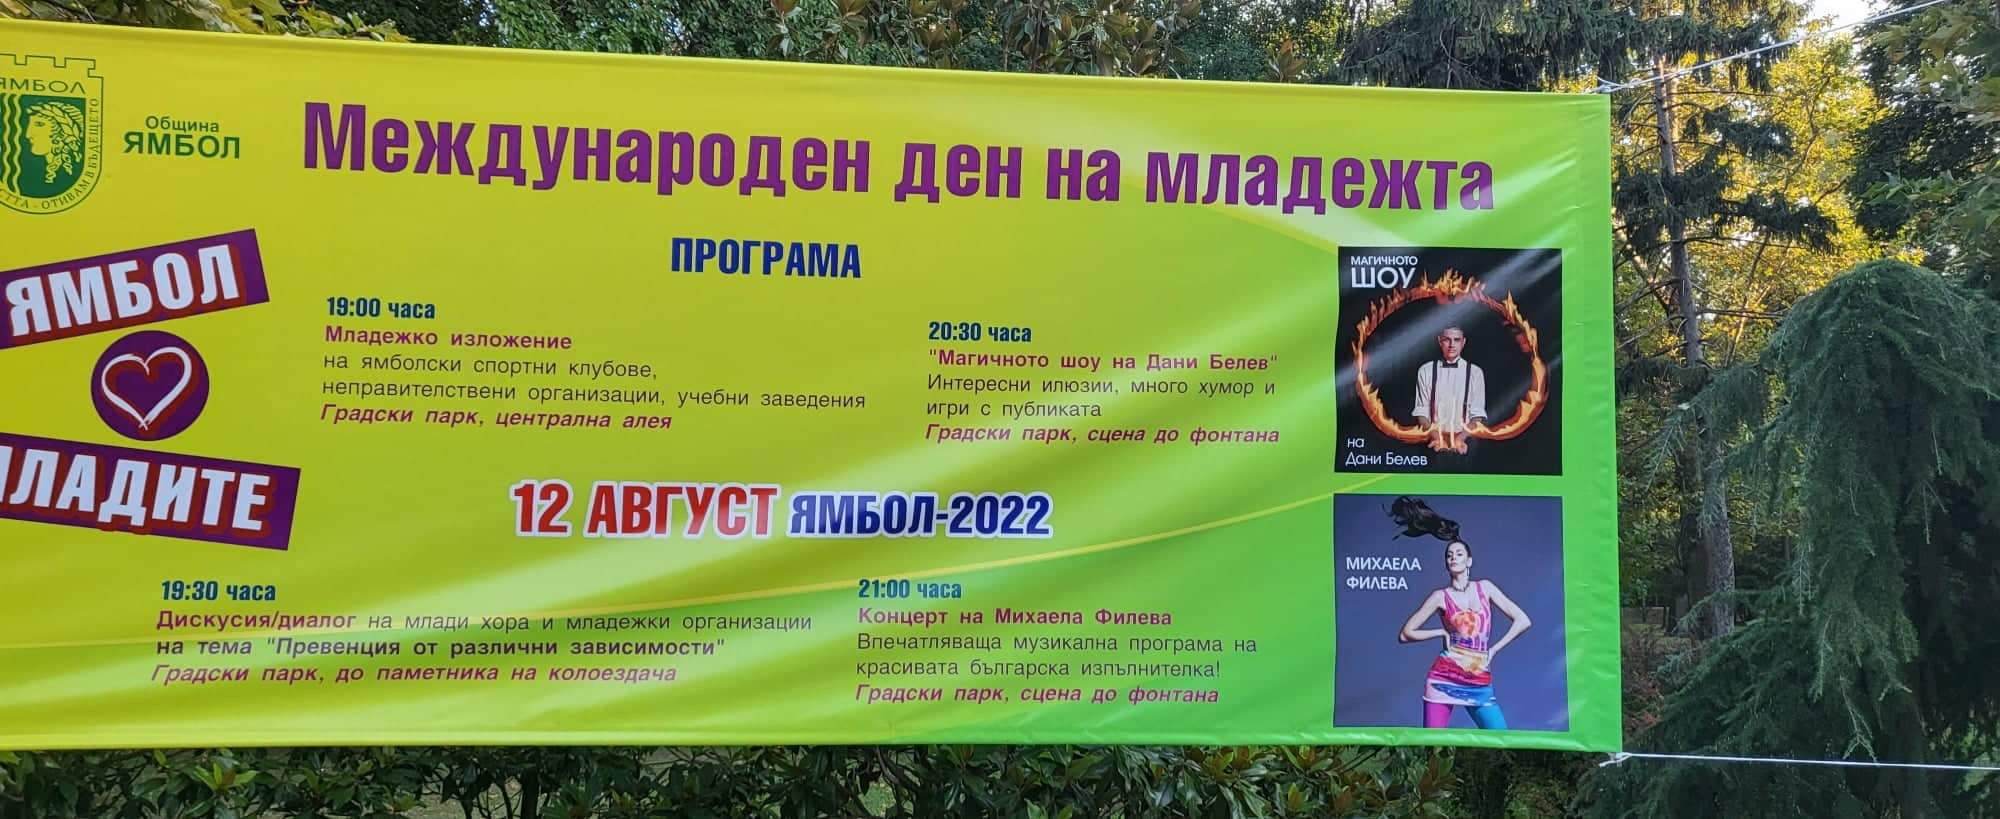 ЯМБОЛ
ОТИВАМ В БЪДЕЩЕТО
Община
ЯМБОЛ
Международен ден на младежта
ЯМБОЛ
МЛАДИТЕ
ПРОГРАМА
19:00 часа
Младежко изложение
на ямболски спортни клубове,
неправителствени организации, учебни заведения
Градски парк, централна алея
20:30 часа
"Магичното шоу на Дани Белев"
Интересни илюзии, много хумор и
игри с публиката
Градски парк, сцена до фонтана
МАГИЧНОТО
ШОУ
на
Дани Белев
12 АВГУСТ ЯМБОЛ-2022
19:30 часа
Дискусия/диалог на млади хора и младежки организации
на тема "Превенция от различни зависимости"
Градски парк, до паметника на колоездача
21:00 часа
Концерт на Михаела Филева
Впечатляваща музикална програма на
красивата българска изпълнителка!
Градски парк, сцена до фонтана
МИХАЕЛА
ФИЛЕВА